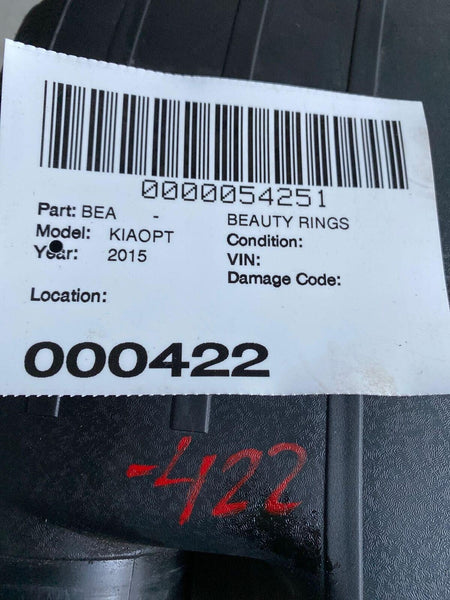 0000054251
Part: BEA - BEAUTY RINGS
Model: KIAOPT Condition:
Year: 2015 VIN:
Damage Code:
Location:
000422
-422